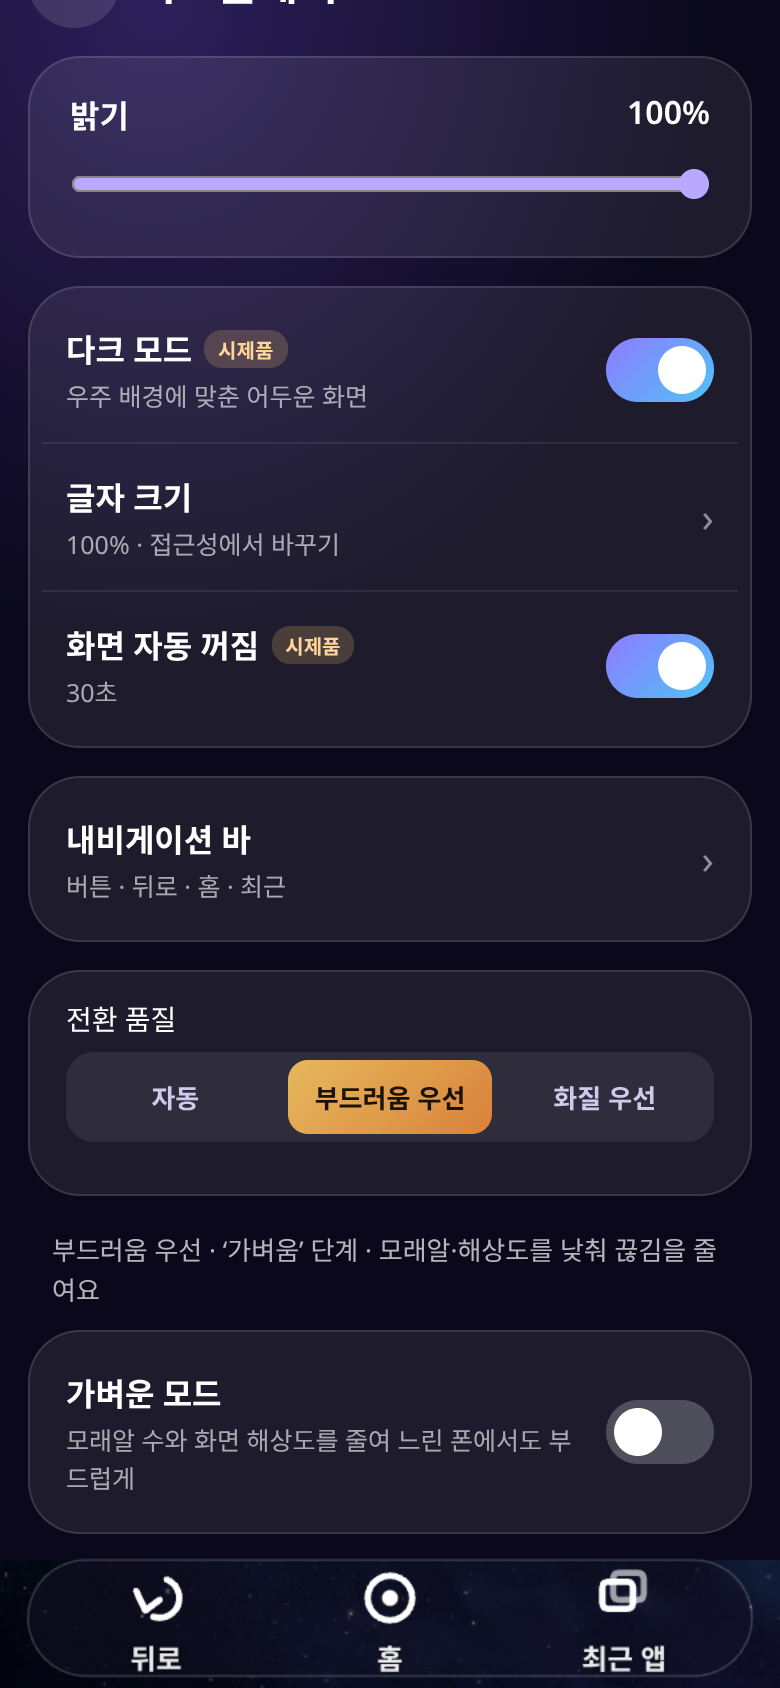 밝기 100%
다크 모드 시제품
우주 배경에 맞춘 어두운 화면
글자 크기
100% · 접근성에서 바꾸기
›
화면 자동 꺼짐 시제품
30초
내비게이션 바
버튼 · 뒤로 · 홈 · 최근
›
전환 품질
자동 부드러움 우선 화질 우선
부드러움 우선 · ‘가벼움’ 단계 · 모래알·해상도를 낮춰 끊김을 줄
여요
가벼운 모드
모래알 수와 화면 해상도를 줄여 느린 폰에서도 부
드럽게
뒤로 홈 최근 앱